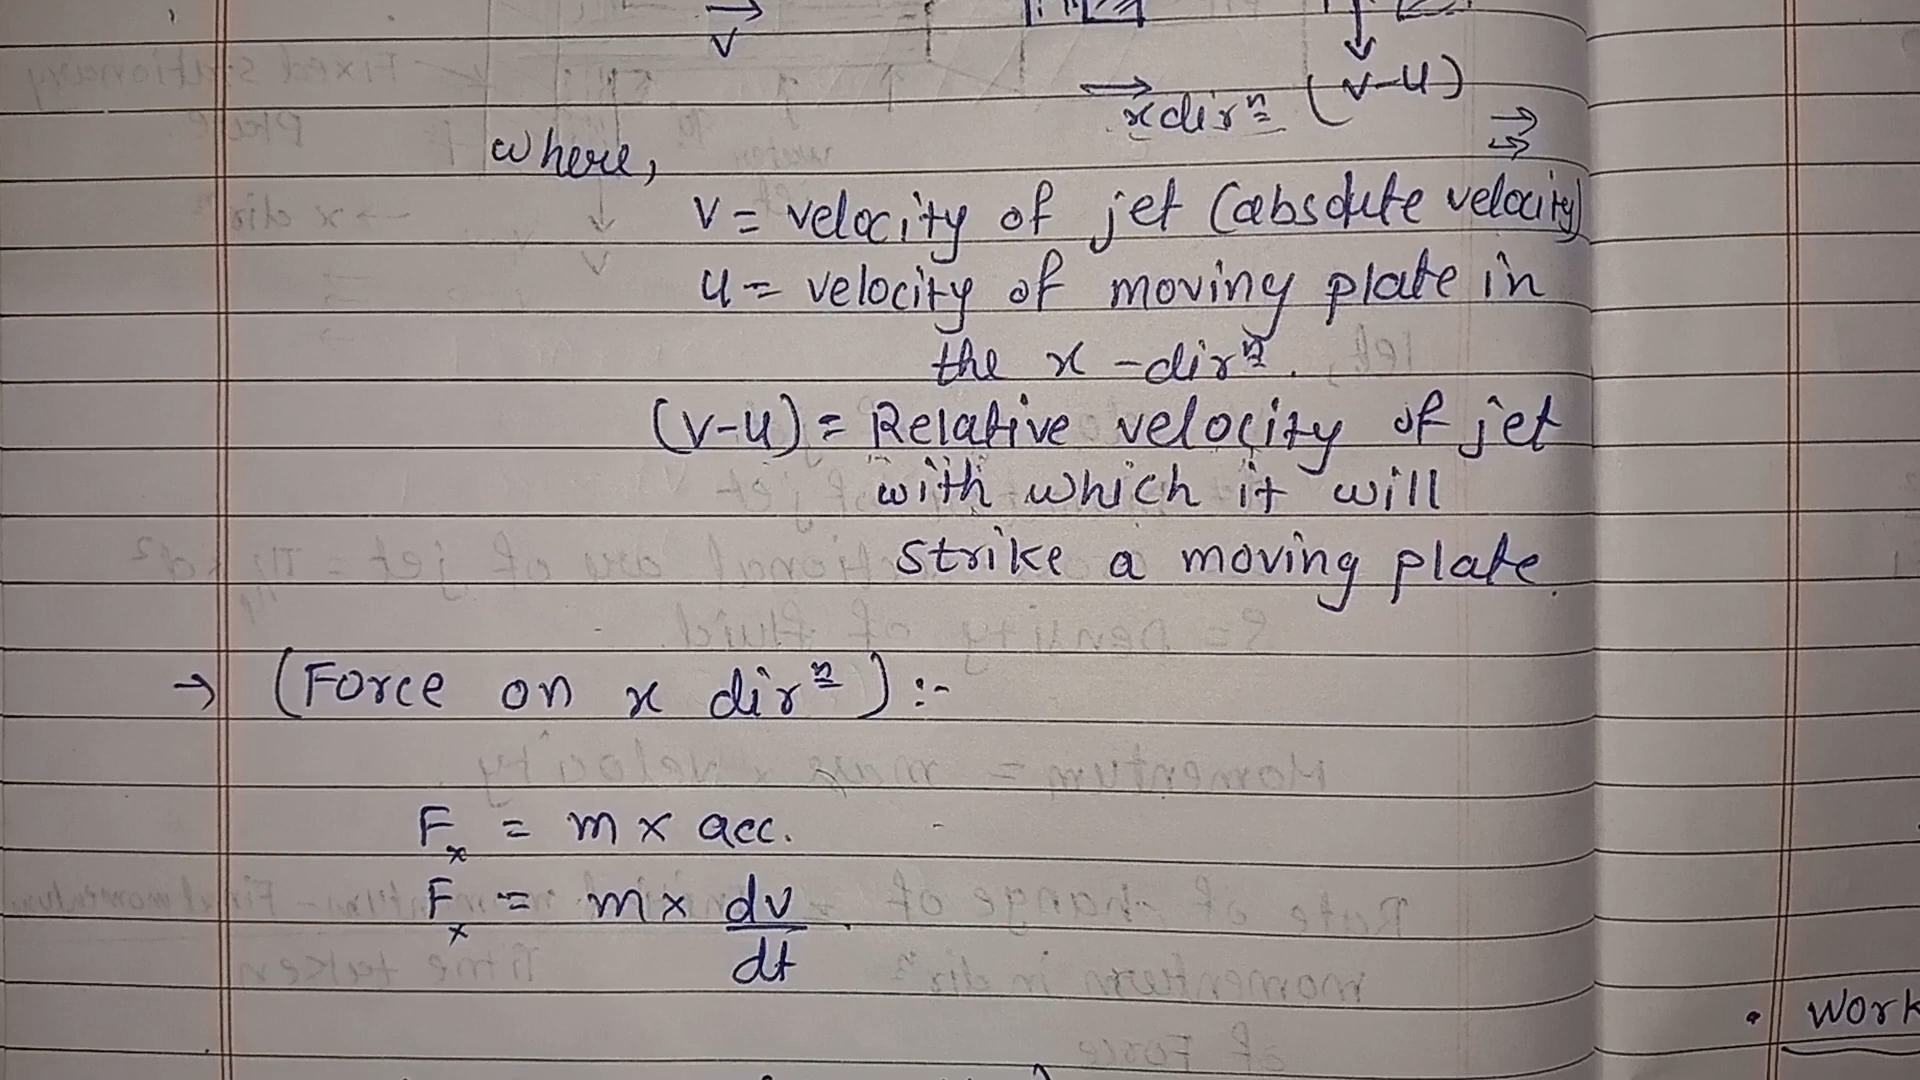 V
x dirⁿ (v-u)
where,
V = velocity of jet (absolute velocity)
u = velocity of moving plate in
the x -dirⁿ.
(v-u) = Relative velocity of jet
with which it will
strike a moving plate.
→ (Force on x dirⁿ) :-
Fₓ = m x acc.
Fₓ = m x dv
dt
• Work